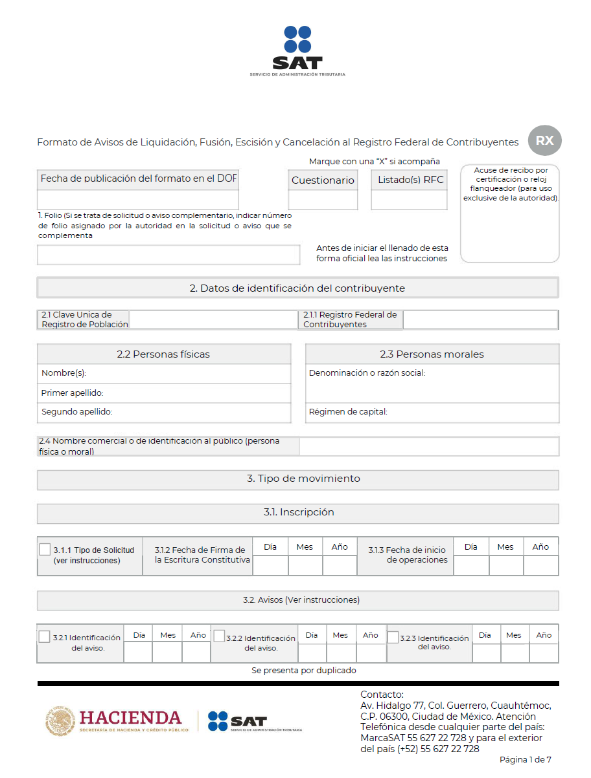 SAT
SERVICIO DE ADMINISTRACIÓN TRIBUTARIA
Formato de Avisos de Liquidación, Fusión, Escisión y Cancelación al Registro Federal de Contribuyentes
RX
Marque con una "X" si acompaña
Fecha de publicación del formato en el DOF
Cuestionario
Listado(s) RFC
Acuse de recibo por
certificación o reloj
flanqueador (para uso
exclusive de la autoridad).
1. Folio (Si se trata de solicitud o aviso complementario, indicar número
de folio asignado por la autoridad en la solicitud o aviso que se
complementa
Antes de iniciar el llenado de esta
forma oficial lea las instrucciones
2. Datos de identificación del contribuyente
2.1 Clave Unica de
Registro de Población
2.1.1 Registro Federal de
Contribuyentes
2.2 Personas físicas
2.3 Personas morales
Nombre(s):
Denominación o razón social:
Primer apellido:
Segundo apellido:
Régimen de capital:
2.4 Nombre comercial o de identificación al publico (persona
física o moral)
3. Tipo de movimiento
3.1. Inscripción
3.1.1 Tipo de Solicitud
(ver instrucciones)
3.1.2 Fecha de Firma de
la Escritura Constitutiva
Día Mes Año
3.1.3 Fecha de inicio
de operaciones
Día Mes Año
3.2. Avisos (Ver instrucciones)
3.2.1 Identificación
del aviso.
Día Mes Año
3.2.2 Identificación
del aviso.
Día Mes Año
3.2.3 Identificación
del aviso.
Día Mes Año
Se presenta por duplicado
HACIENDA
SECRETARÍA DE HACIENDA Y CRÉDITO PÚBLICO
SAT
SERVICIO DE ADMINISTRACIÓN TRIBUTARIA
Contacto:
Av. Hidalgo 77, Col. Guerrero, Cuauhtémoc,
C.P. 06300, Ciudad de México. Atención
Telefónica desde cualquier parte del país:
MarcaSAT 55 627 22 728 y para el exterior
del país (+52) 55 627 22 728
Página 1 de 7